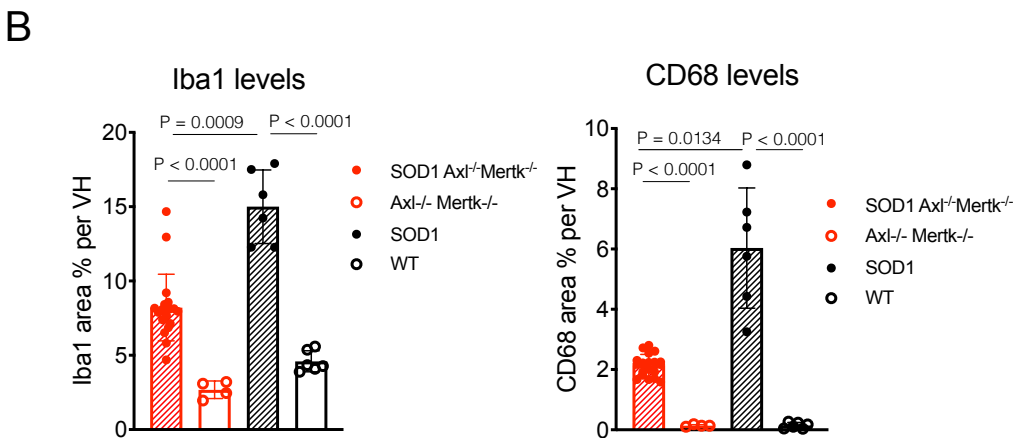 B
Iba1 levels
Iba1 area % per VH
20
15
10
5
0
P = 0.0009
P < 0.0001
P < 0.0001
SOD1 Axl-/-Mertk-/-
Axl-/- Mertk-/-
SOD1
WT
CD68 levels
CD68 area % per VH
10
8
6
4
2
0
P = 0.0134
P < 0.0001
P < 0.0001
SOD1 Axl-/-Mertk-/-
Axl-/- Mertk-/-
SOD1
WT